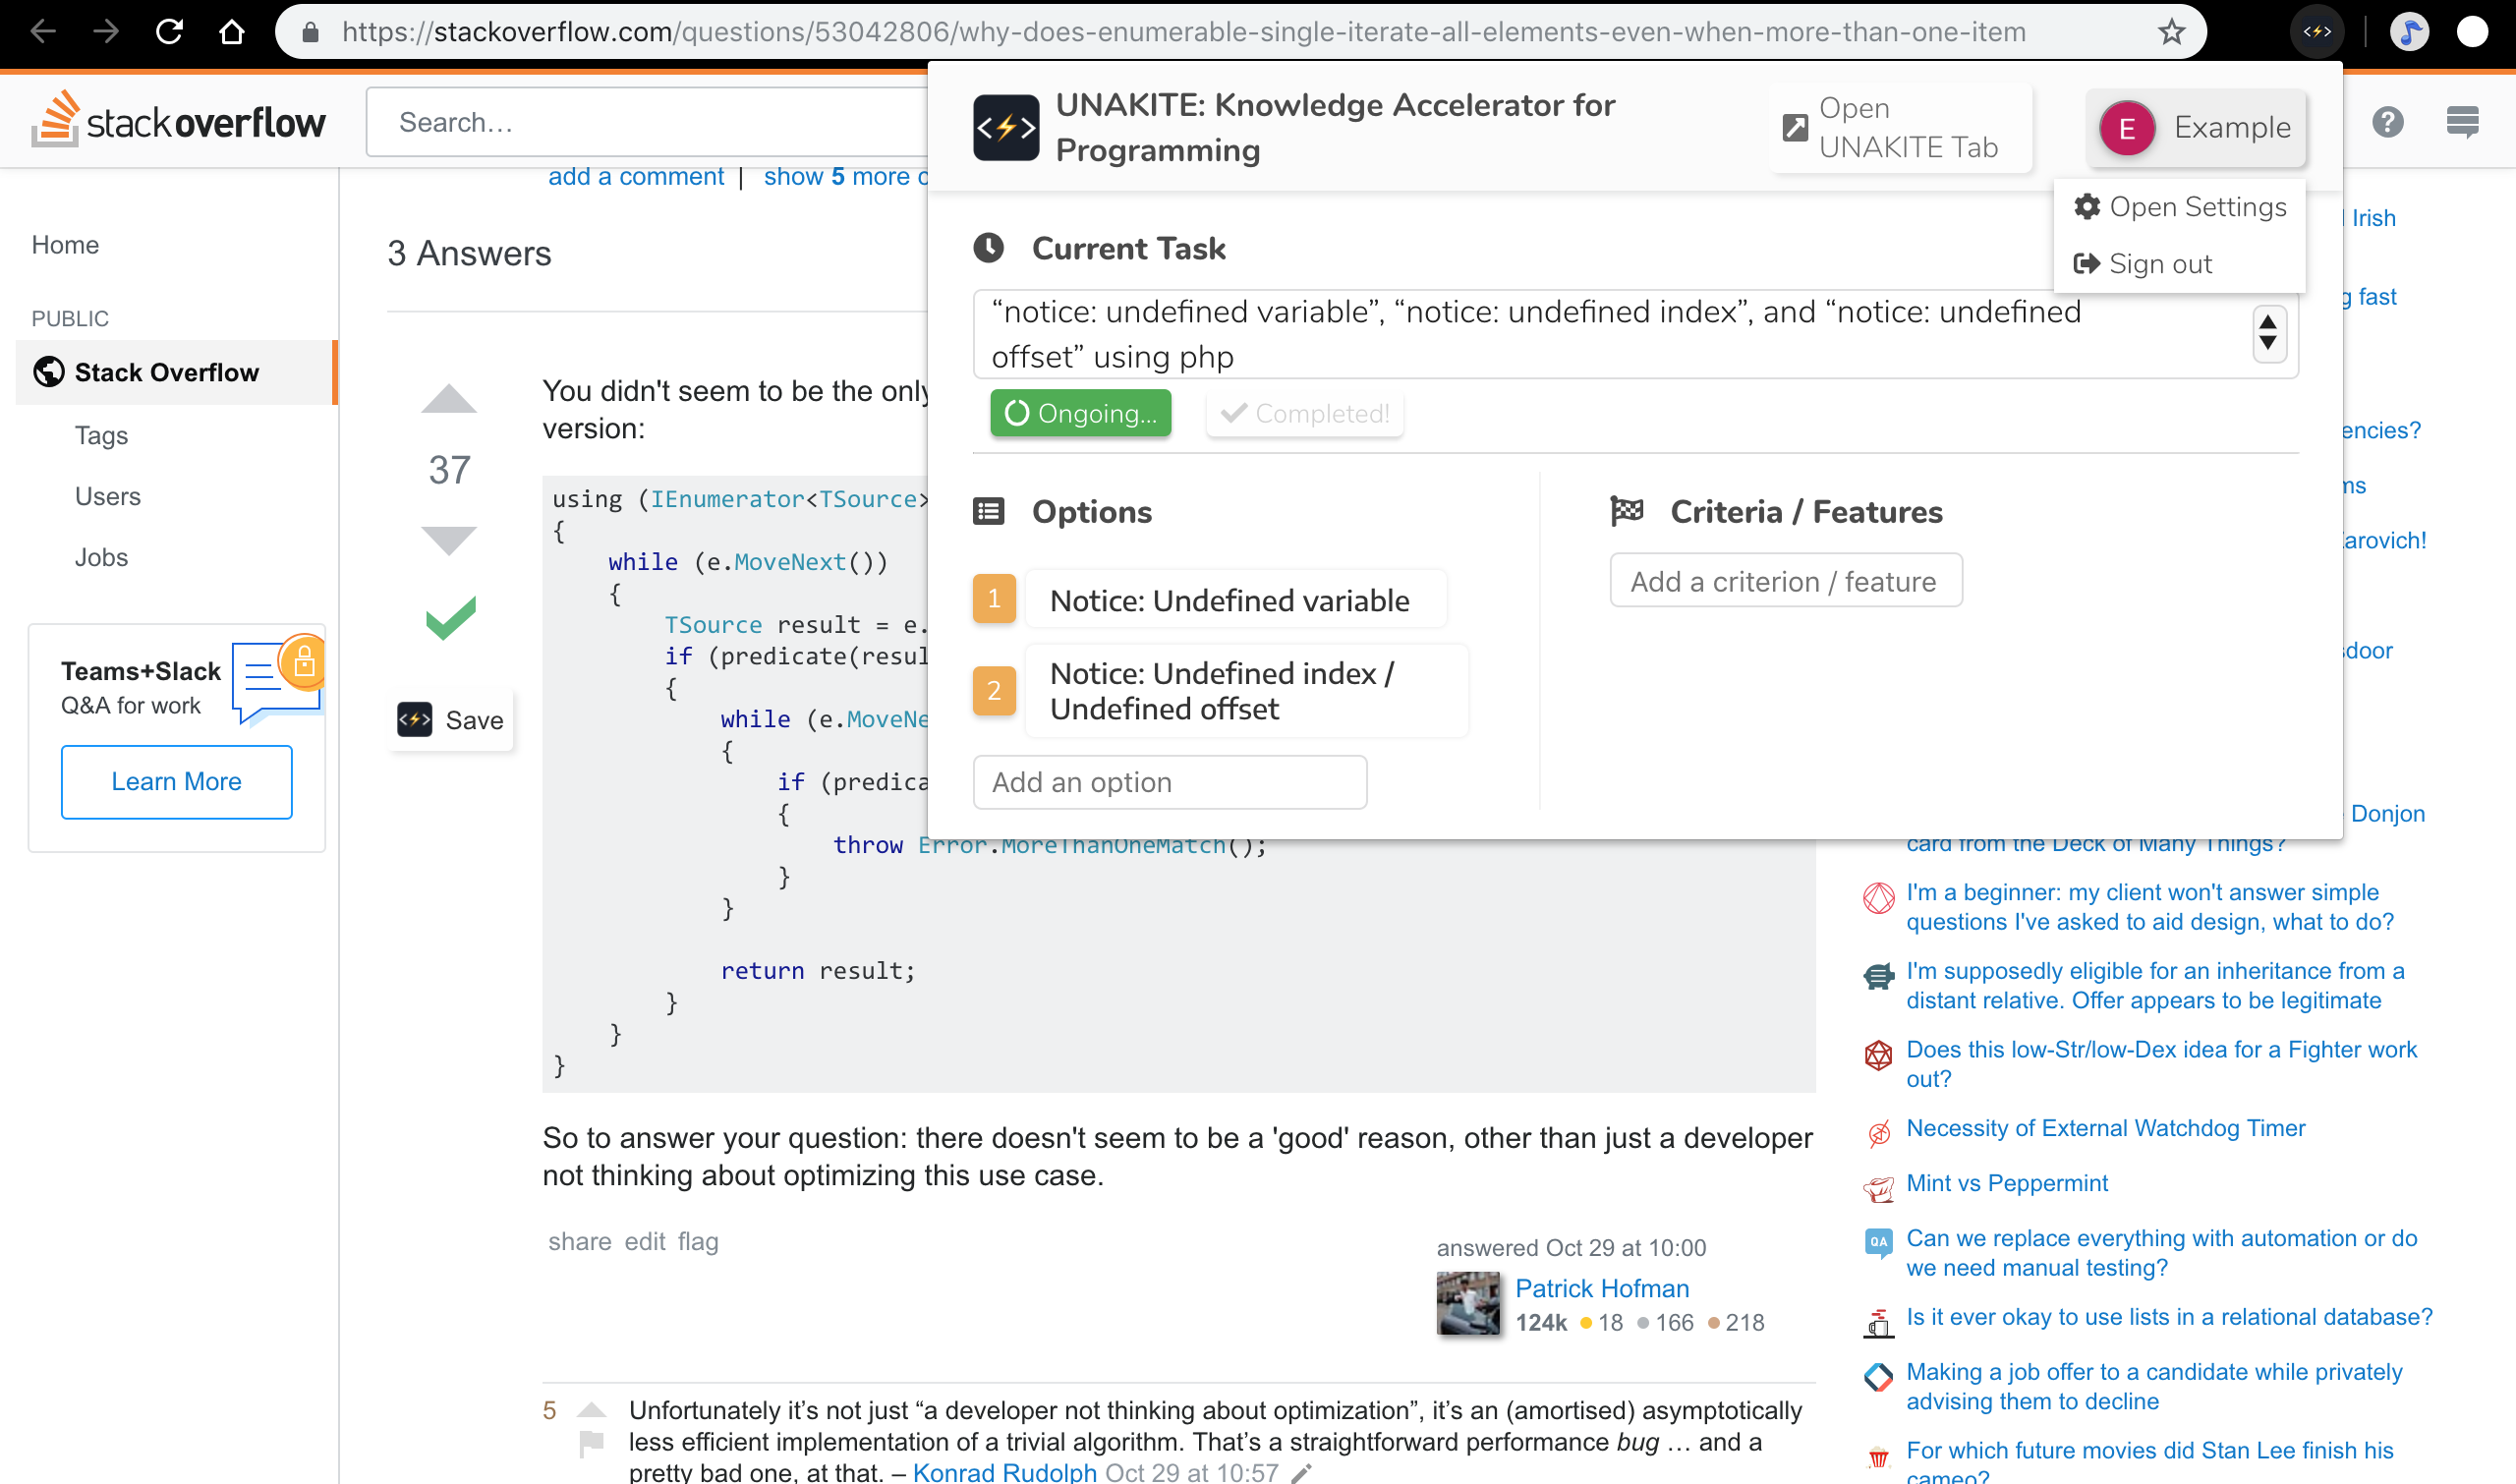 https://stackoverflow.com/questions/53042806/why-does-enumerable-single-iterate-all-elements-even-when-more-than-one-item
stackoverflow
Search…
UNAKITE: Knowledge Accelerator for
Programming
Open
UNAKITE Tab
E
Example
Open Settings
Sign out
Current Task
“notice: undefined variable”, “notice: undefined index”, and “notice: undefined
offset” using php
Ongoing...
Completed!
Options
1
Notice: Undefined variable
2
Notice: Undefined index /
Undefined offset
Add an option
Criteria / Features
Add a criterion / feature
Home
PUBLIC
Stack Overflow
Tags
Users
Jobs
Teams+Slack
Q&A for work
Learn More
add a comment | show 5 more
3 Answers
37
Save
You didn't seem to be the only
version:
using (IEnumerator<TSource>
{
while (e.MoveNext())
{
TSource result = e.
if (predicate(resul
{
while (e.MoveNe
{
if (predica
{
throw Error.MoreThanOneMatch();
}
}
return result;
}
}
}
So to answer your question: there doesn't seem to be a 'good' reason, other than just a developer
not thinking about optimizing this use case.
share edit flag
answered Oct 29 at 10:00
Patrick Hofman
124k 18 166 218
5
Unfortunately it’s not just “a developer not thinking about optimization”, it’s an (amortised) asymptotically
less efficient implementation of a trivial algorithm. That’s a straightforward performance bug … and a
pretty bad one, at that. – Konrad Rudolph Oct 29 at 10:57
Irish
fast
encies?
ns
arovich!
sdoor
Donjon
card from the Deck of Many Things?
I'm a beginner: my client won't answer simple
questions I've asked to aid design, what to do?
I'm supposedly eligible for an inheritance from a
distant relative. Offer appears to be legitimate
Does this low-Str/low-Dex idea for a Fighter work
out?
Necessity of External Watchdog Timer
Mint vs Peppermint
QA
Can we replace everything with automation or do
we need manual testing?
Is it ever okay to use lists in a relational database?
Making a job offer to a candidate while privately
advising them to decline
For which future movies did Stan Lee finish his
cameo?